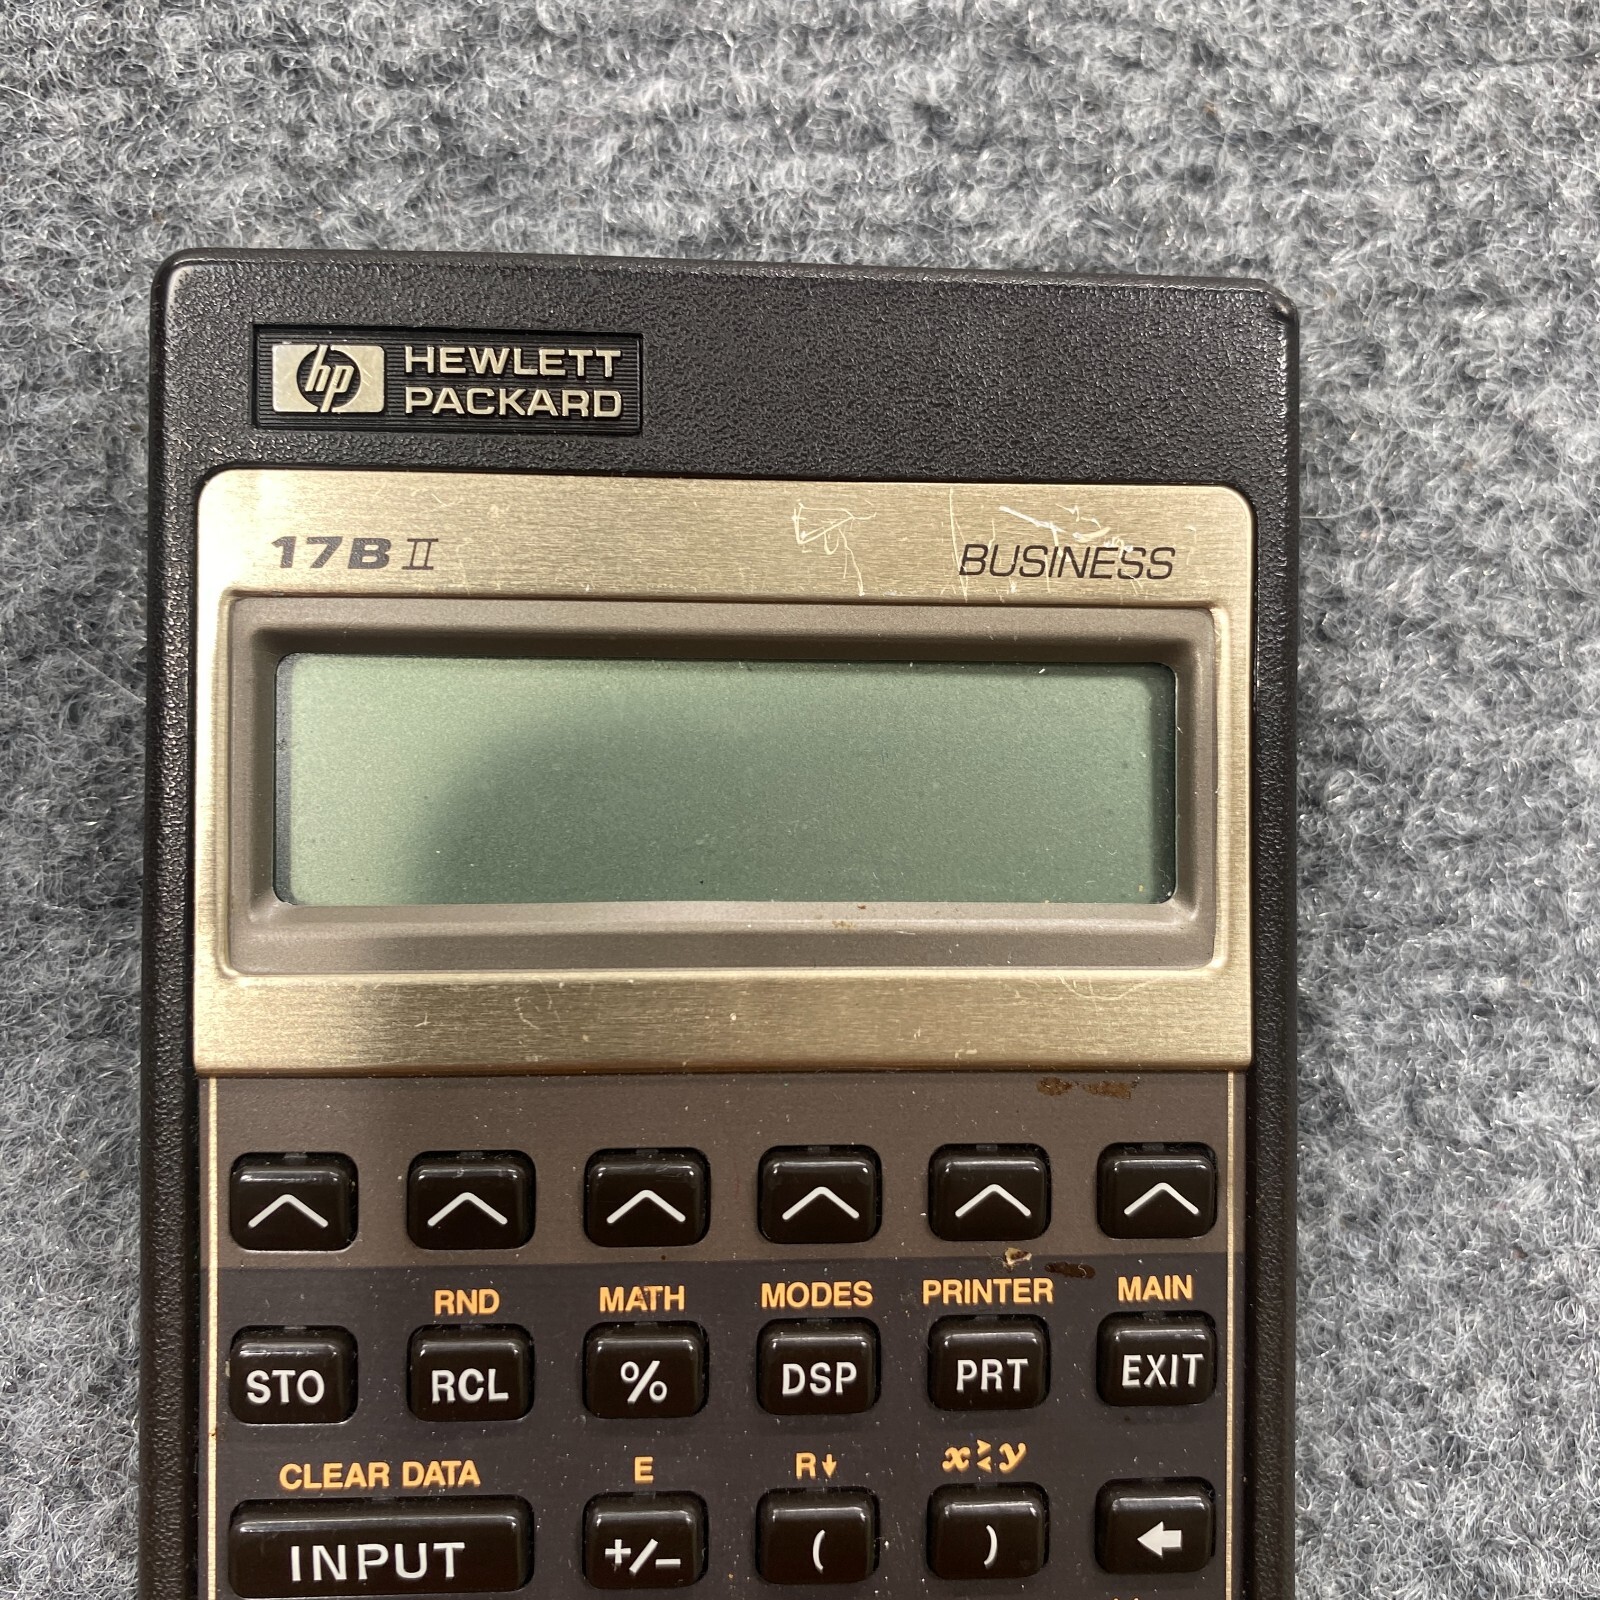 hp HEWLETT
PACKARD
17B II BUSINESS
RND MATH MODES PRINTER MAIN
STO RCL % DSP PRT EXIT
CLEAR DATA E R↓ x≷y
INPUT +/− ( ) ←